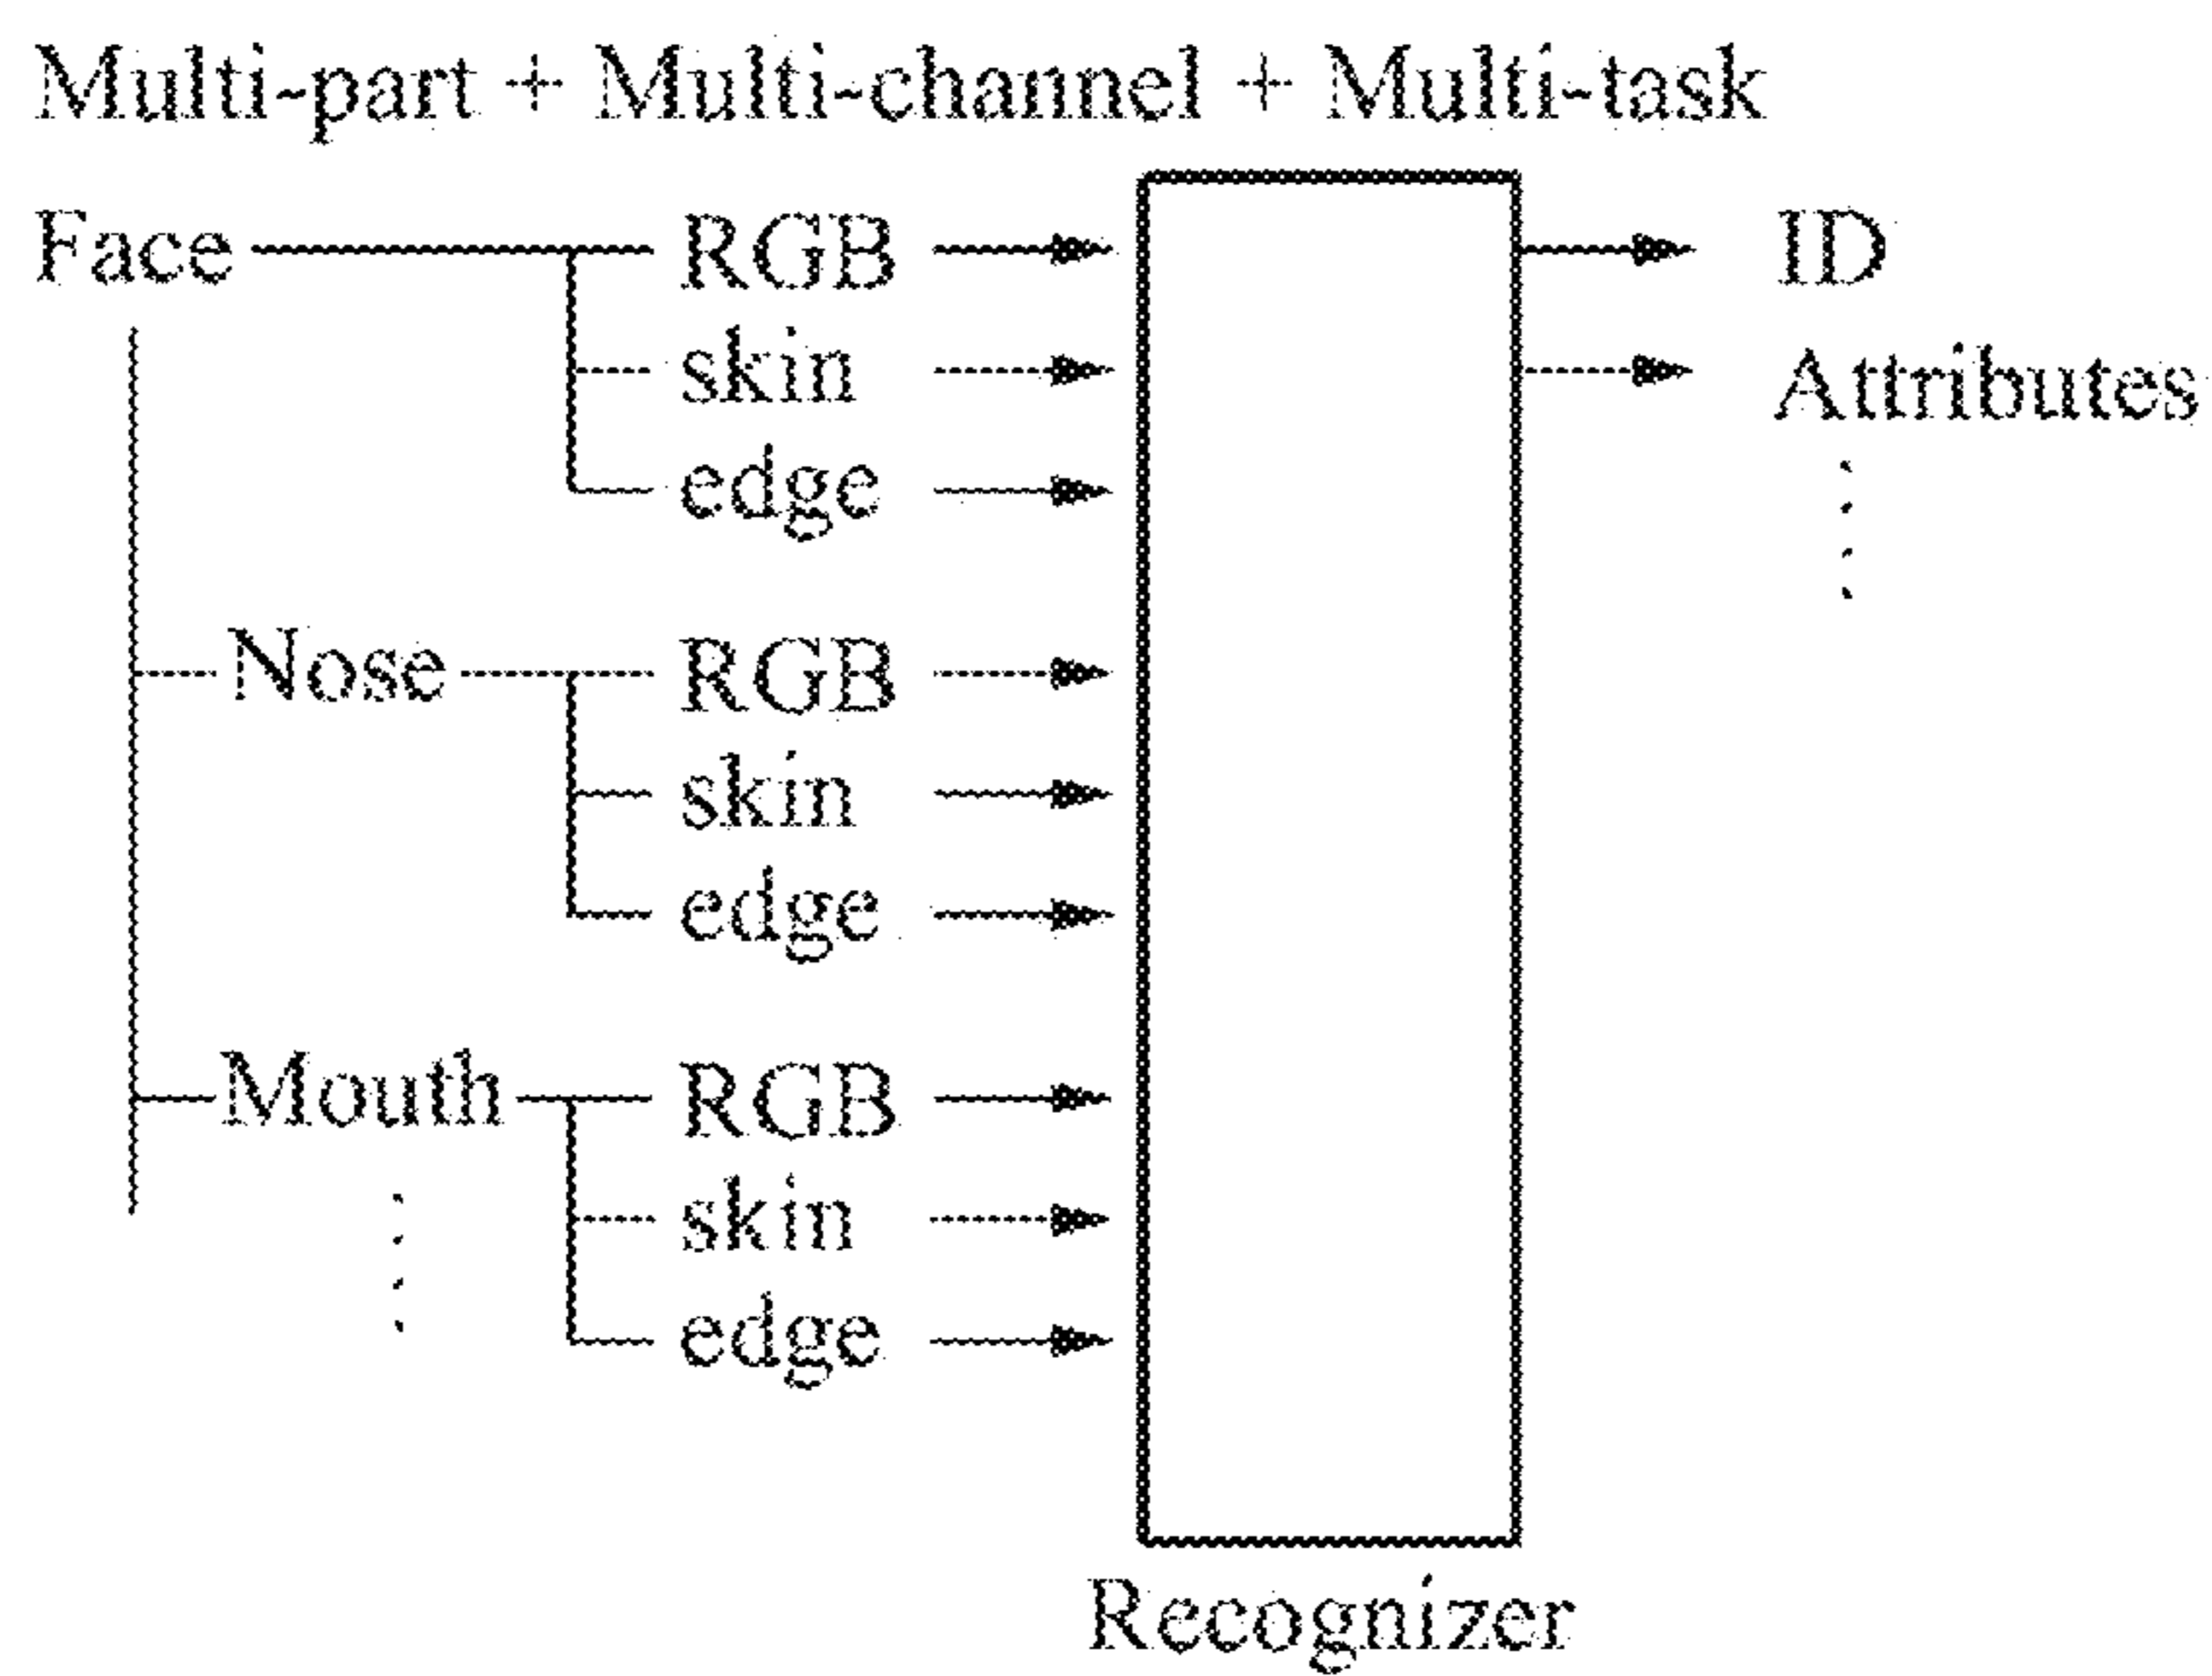 Multi-part + Multi-channel + Multi-task
Face RGB ID
skin Attributes
edge
Nose RGB
skin
edge
Mouth RGB
skin
edge
Recognizer